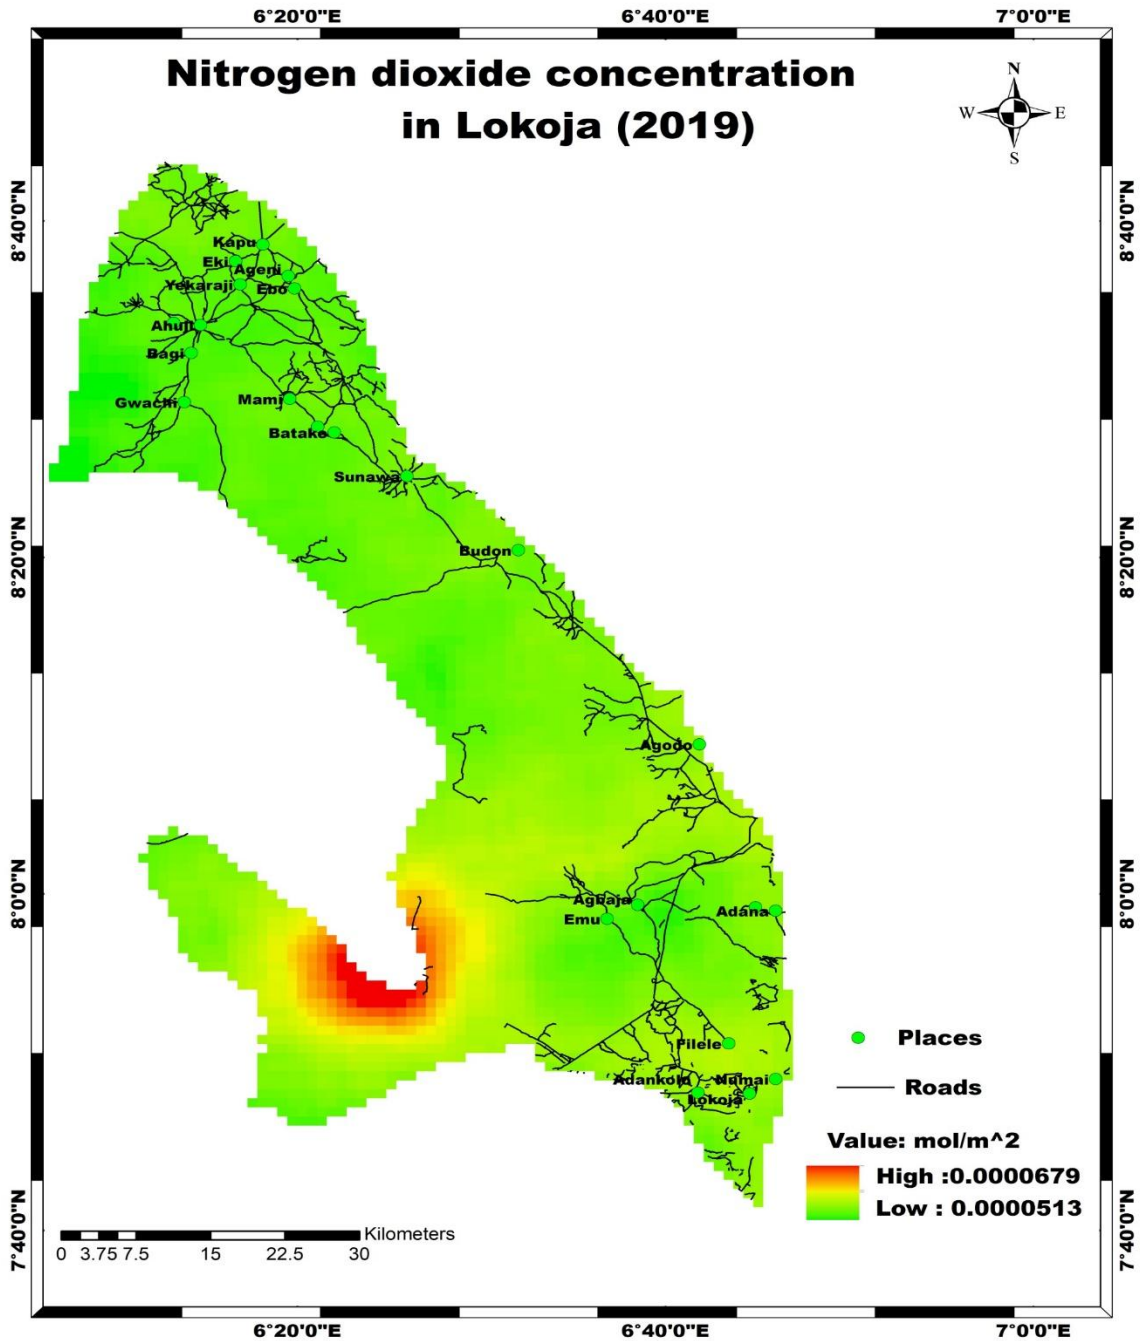 6°20'0"E
6°40'0"E
7°0'0"E
Nitrogen dioxide concentration
in Lokoja (2019)
N
W
E
S
8°40'0"N
8°40'0"N
Kapu
Eki
Ageni
Yekaraji
Ebo
Ahuji
Bagi
Gwachi
Mami
Batake
Sunawa
8°20'0"N
8°20'0"N
Budon
Agodo
8°0'0"N
8°0'0"N
Agbaja
Adana
Emu
Pilele
Adankolo
Numai
Lokoja
Places
Roads
Value: mol/m^2
High :0.0000679
Low : 0.0000513
7°40'0"N
7°40'0"N
Kilometers
0 3.75 7.5 15 22.5 30
6°20'0"E
6°40'0"E
7°0'0"E